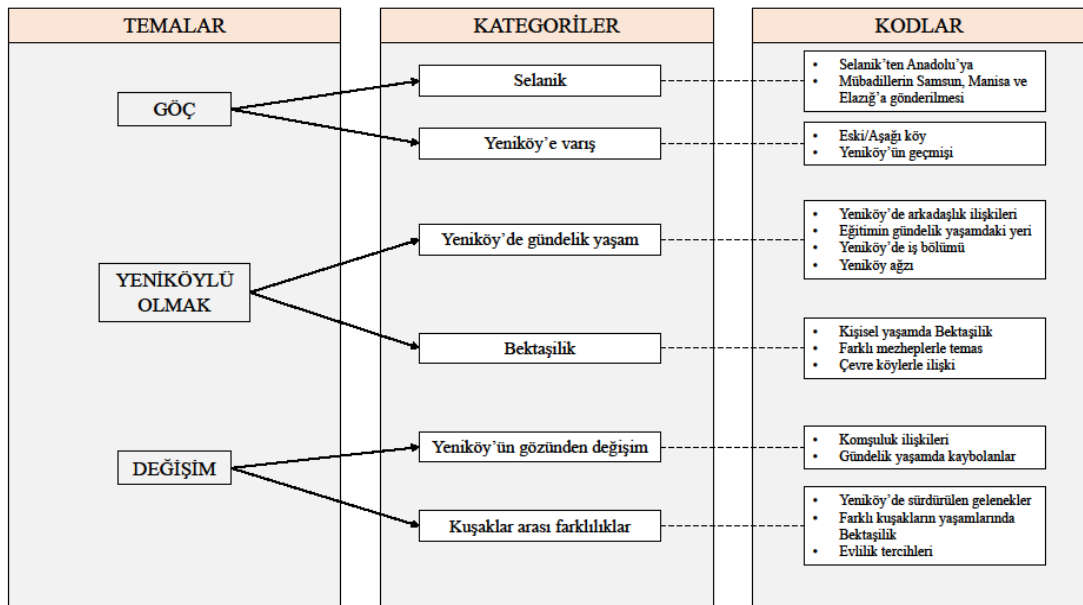 TEMALAR
KATEGORİLER
KODLAR
GÖÇ
Selanik
• Selanik’ten Anadolu’ya
• Mübadillerin Samsun, Manisa ve
Elazığ’a gönderilmesi
Yeniköy’e varış
• Eski/Aşağı köy
• Yeniköy’ün geçmişi
YENİKÖYLÜ
OLMAK
Yeniköy’de gündelik yaşam
• Yeniköy’de arkadaşlık ilişkileri
• Eğitimin gündelik yaşamdaki yeri
• Yeniköy’de iş bölümü
• Yeniköy ağzı
Bektaşilik
• Kişisel yaşamda Bektaşilik
• Farklı mezheplerle temas
• Çevre köylerle ilişki
DEĞİŞİM
Yeniköy’ün gözünden değişim
• Komşuluk ilişkileri
• Gündelik yaşamda kaybolanlar
Kuşaklar arası farklılıklar
• Yeniköy’de sürdürülen gelenekler
• Farklı kuşakların yaşamlarında
Bektaşilik
• Evlilik tercihleri